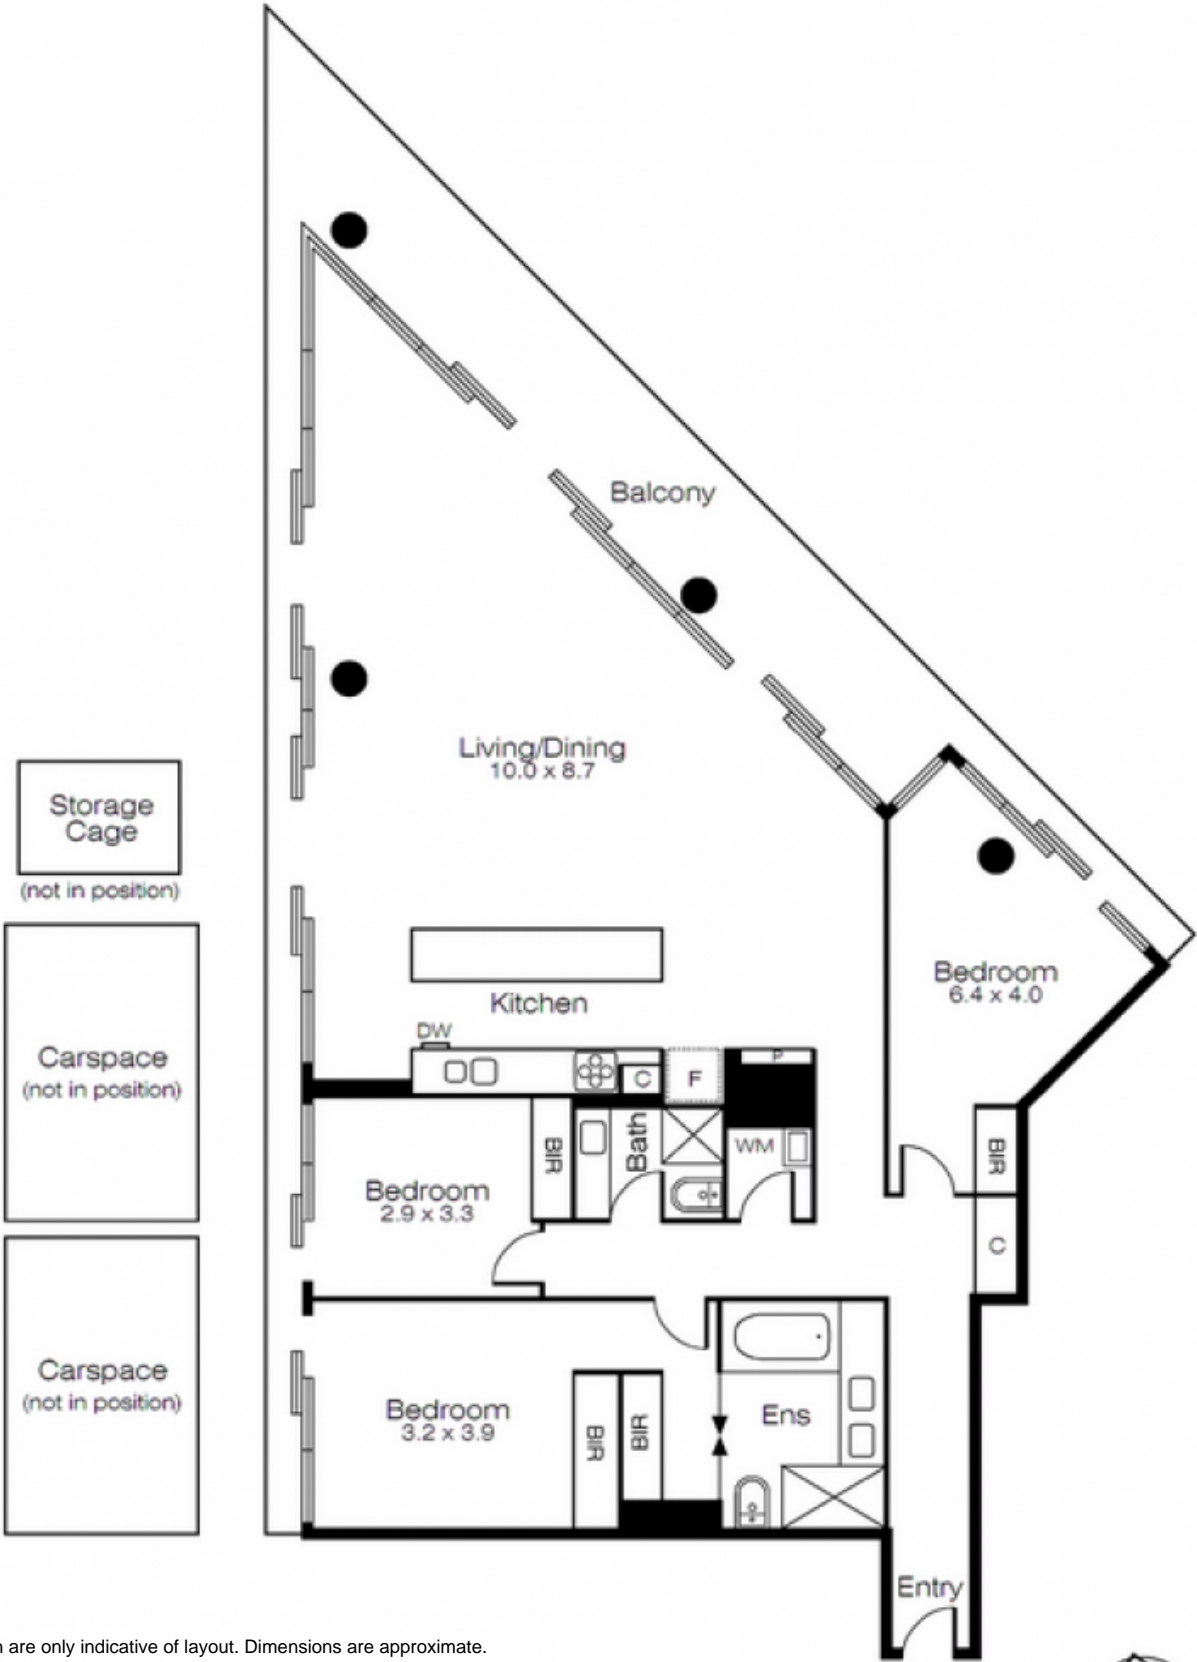 Balcony
Living/Dining
10.0 x 8.7
Storage
Cage
(not in position)
Bedroom
6.4 x 4.0
Kitchen
DW
C
F
P
Carspace
(not in position)
Bath
WM
BIR
BIR
Bedroom
2.9 x 3.3
C
Carspace
(not in position)
Bedroom
3.2 x 3.9
BIR
BIR
Ens
Entry
are only indicative of layout. Dimensions are approximate.